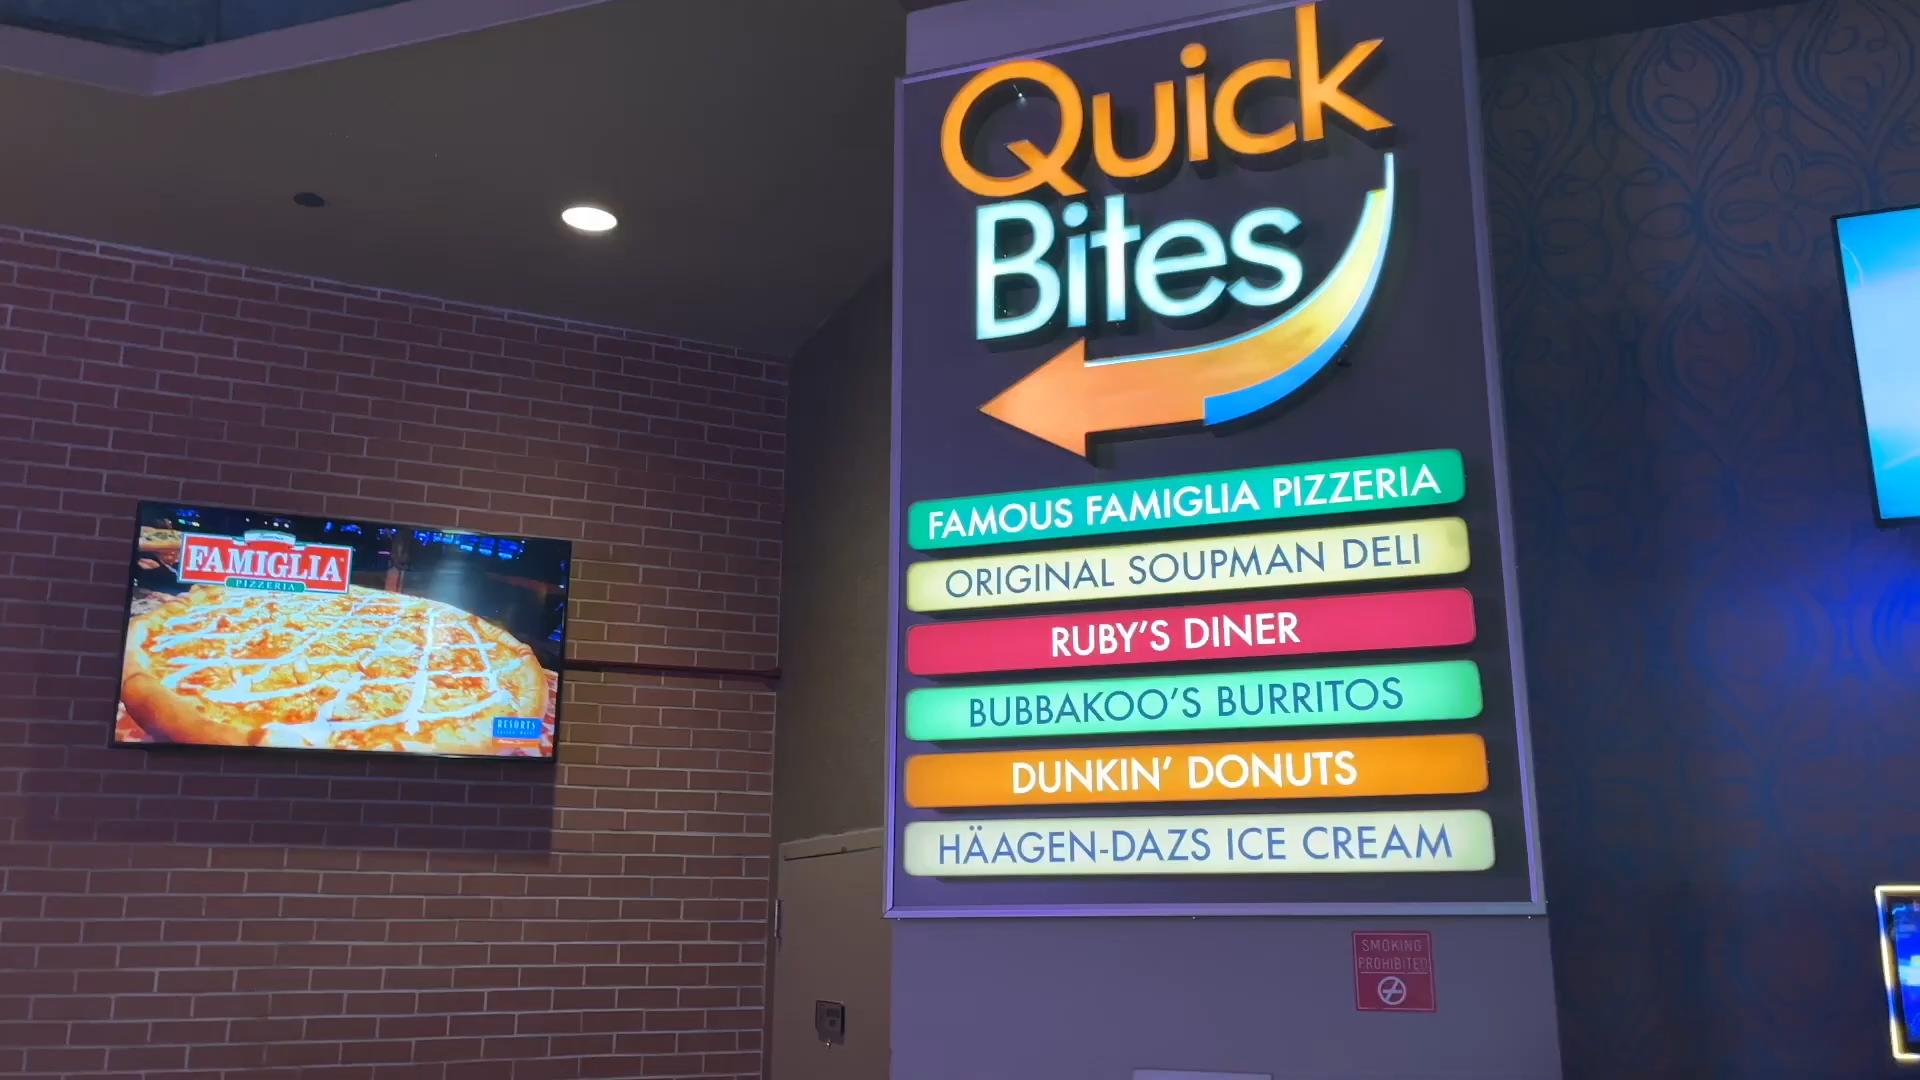 Quick
Bites
FAMOUS FAMIGLIA PIZZERIA
ORIGINAL SOUPMAN DELI
RUBY'S DINER
BUBBAKOO'S BURRITOS
DUNKIN' DONUTS
HÄAGEN-DAZS ICE CREAM
FAMIGLIA
PIZZERIA
RESORTS
SMOKING
PROHIBITED